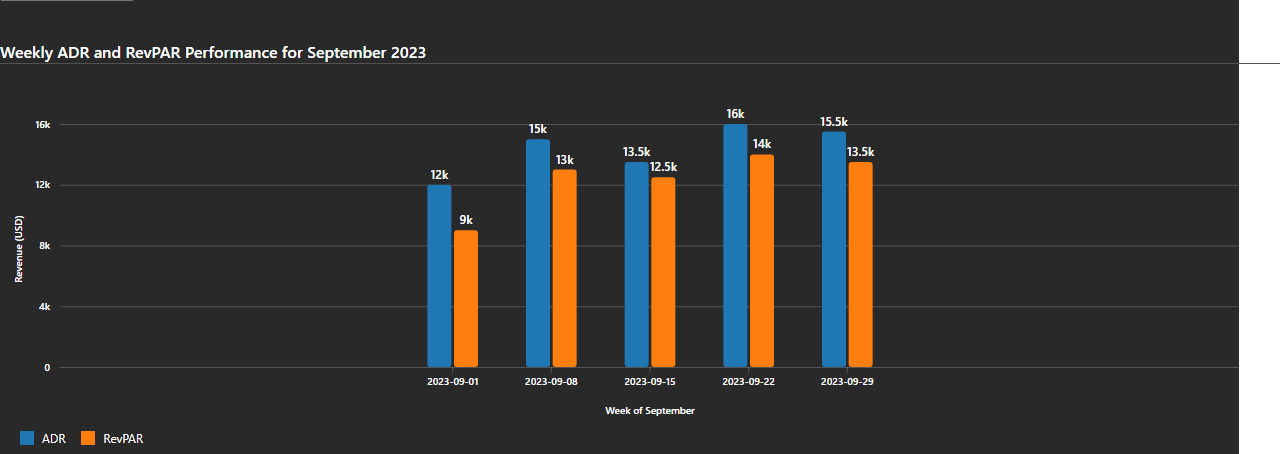 Weekly ADR and RevPAR Performance for September 2023
16k
12k
8k
4k
0
Revenue (USD)
12k
9k
15k
13k
13.5k
12.5k
16k
14k
15.5k
13.5k
2023-09-01
2023-09-08
2023-09-15
2023-09-22
2023-09-29
Week of September
ADR
RevPAR